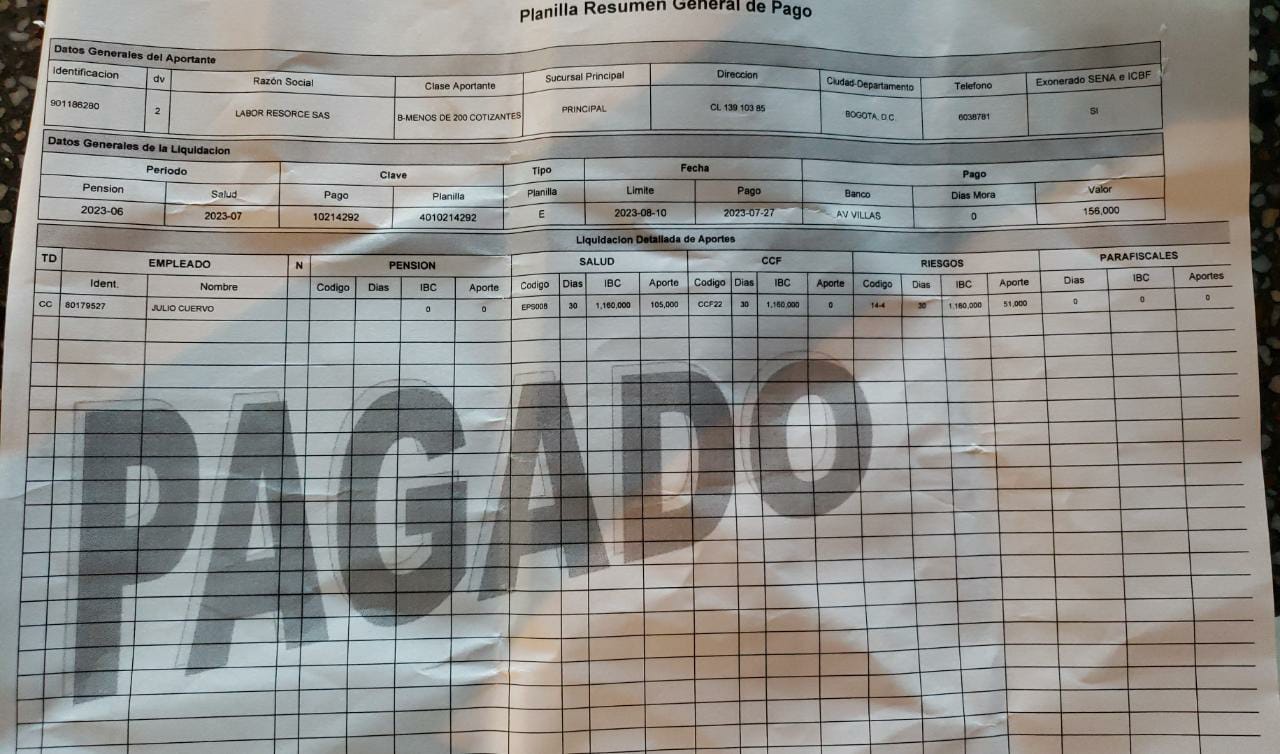 Planilla Resumen General de Pago
Datos Generales del Aportante
Identificacion dv Razón Social Clase Aportante Sucursal Principal Direccion Ciudad-Departamento Telefono Exonerado SENA e ICBF
901186280 2 LABOR RESORCE SAS B-MENOS DE 200 COTIZANTES PRINCIPAL CL 139 103 85 BOGOTA, D.C. 6038781 SI
Datos Generales de la Liquidacion
Periodo Clave Tipo Fecha Pago
Pension Salud Pago Planilla Planilla Limite Pago Banco Dias Mora Valor
2023-06 2023-07 10214292 4010214292 E 2023-08-10 2023-07-27 AV VILLAS 0 156,000
Liquidacion Detallada de Aportes
TD EMPLEADO N PENSION SALUD CCF RIESGOS PARAFISCALES
Ident. Nombre Codigo Dias IBC Aporte Codigo Dias IBC Aporte Codigo Dias IBC Aporte Codigo Dias IBC Aporte Dias IBC Aportes
CC 80179527 JULIO CUERVO 0 0 EPS008 30 1,160,000 105,000 CCF22 30 1,160,000 0 14-4 30 1,160,000 51,000 0 0 0
PAGADO